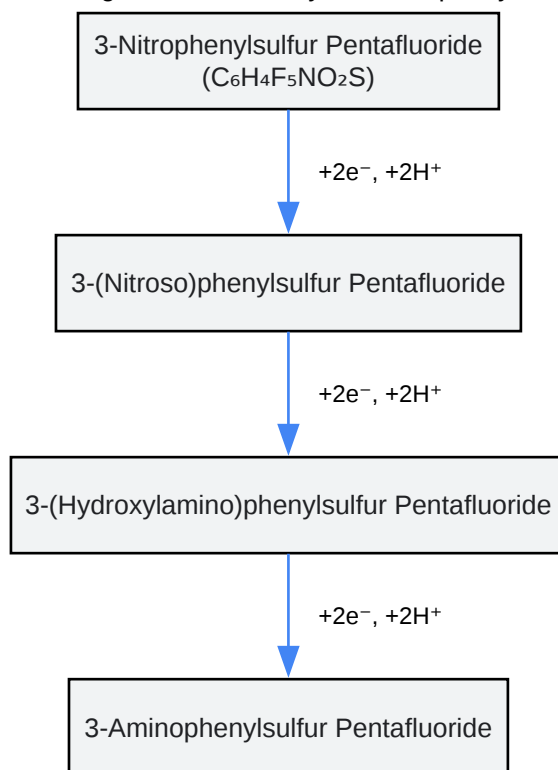 3-Nitrophenylsulfur Pentafluoride
(C₆H₄F₅NO₂S)
+2e⁻, +2H⁺
3-(Nitroso)phenylsulfur Pentafluoride
+2e⁻, +2H⁺
3-(Hydroxylamino)phenylsulfur Pentafluoride
+2e⁻, +2H⁺
3-Aminophenylsulfur Pentafluoride